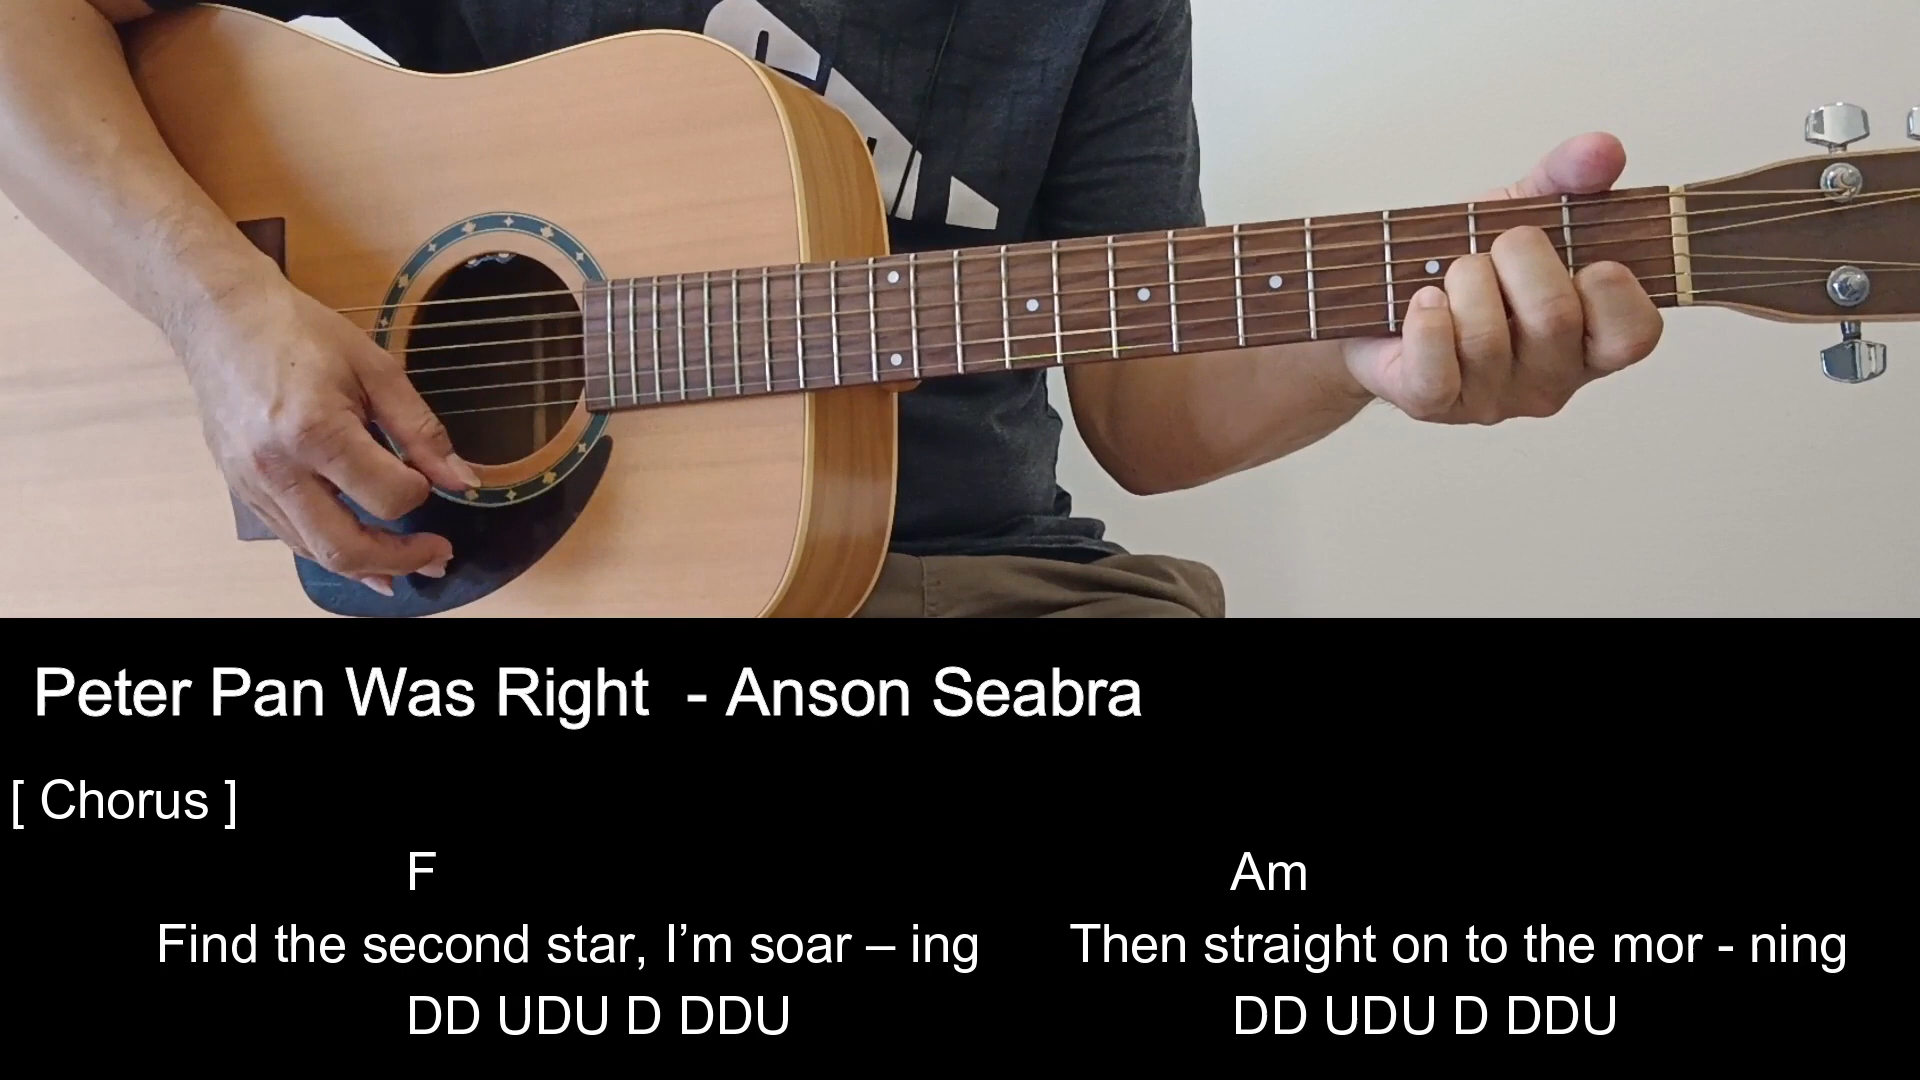 Peter Pan Was Right - Anson Seabra
[ Chorus ]
F Am
Find the second star, I’m soar – ing Then straight on to the mor - ning
DD UDU D DDU DD UDU D DDU